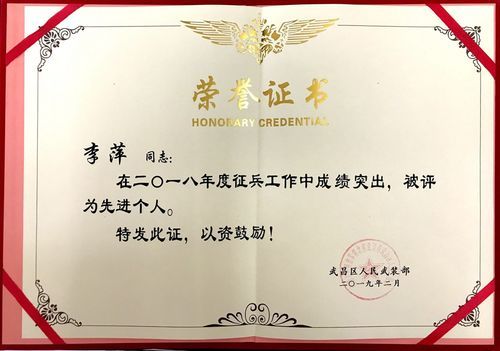 荣誉证书
HONORARY CREDENTIAL
李萍 同志:
在二〇一八年度征兵工作中成绩突出，被评
为先进个人。
特发此证，以资鼓励！
武昌区人民武装部
二〇一九年二月